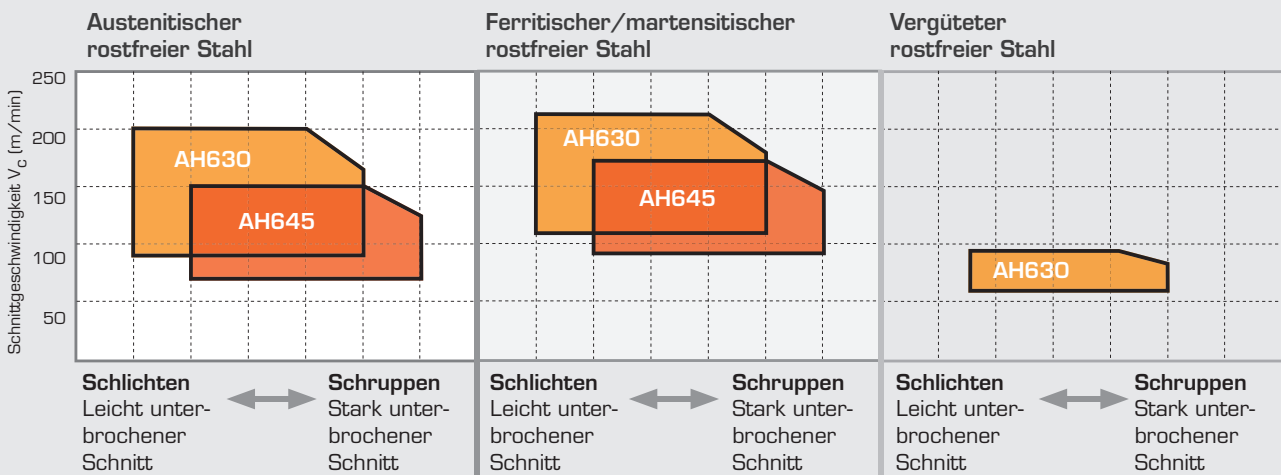 Austenitischer
rostfreier Stahl
Ferritischer/martensitischer
rostfreier Stahl
Vergüteter
rostfreier Stahl
Schnittgeschwindigkeit Vc (m/min)
250
200
150
100
50
AH630
AH645
AH630
AH645
AH630
Schlichten
Leicht unter-
brochener
Schnitt
Schruppen
Stark unter-
brochener
Schnitt
Schlichten
Leicht unter-
brochener
Schnitt
Schruppen
Stark unter-
brochener
Schnitt
Schlichten
Leicht unter-
brochener
Schnitt
Schruppen
Stark unter-
brochener
Schnitt